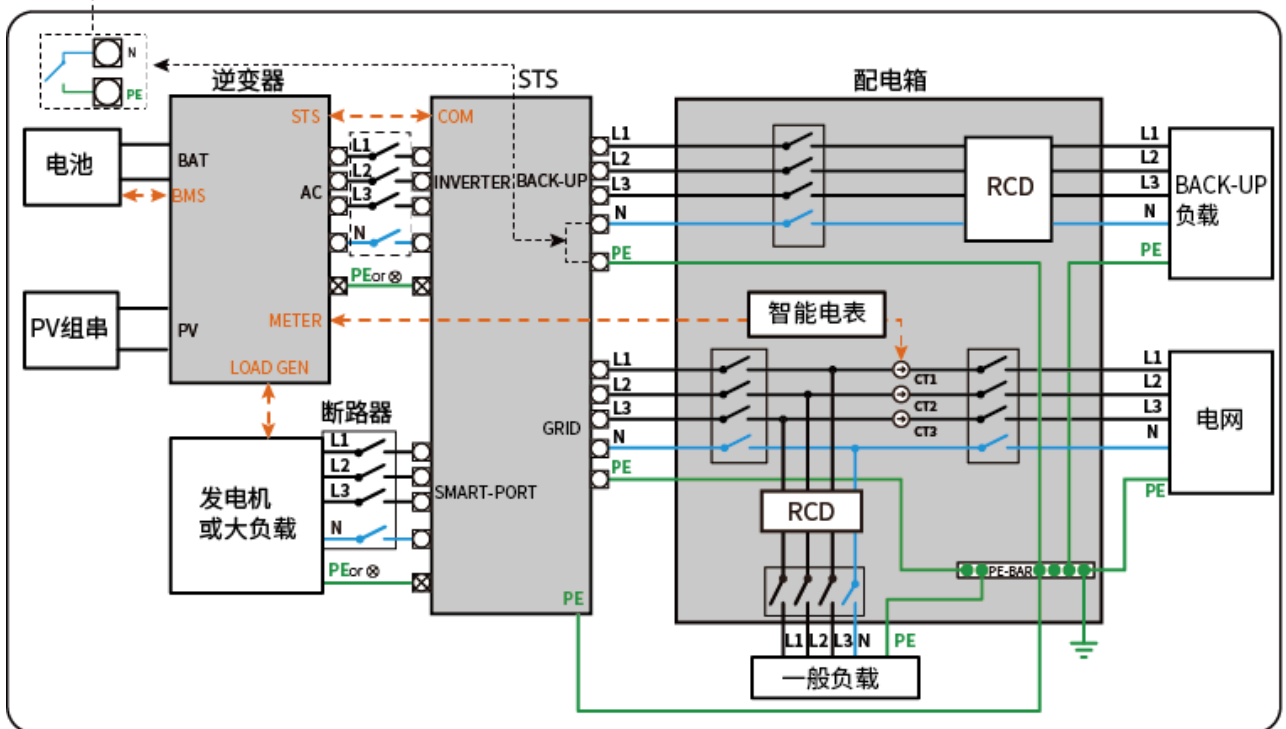 N
PE
逆变器
STS
配电箱
STS
COM
电池
BAT
BMS
AC
L1
L2
L3
N
PEor⊗
INVERTER
BACK-UP
L1
L2
L3
N
PE
RCD
L1
L2
L3
N
PE
BACK-UP
负载
PV组串
PV
METER
LOAD GEN
智能电表
断路器
L1
L2
L3
N
PE
GRID
CT1
CT2
CT3
L1
L2
L3
N
PE
电网
发电机
或大负载
L1
L2
L3
N
PEor⊗
SMART-PORT
RCD
PE-BAR
PE
L1
L2
L3
N
PE
一般负载